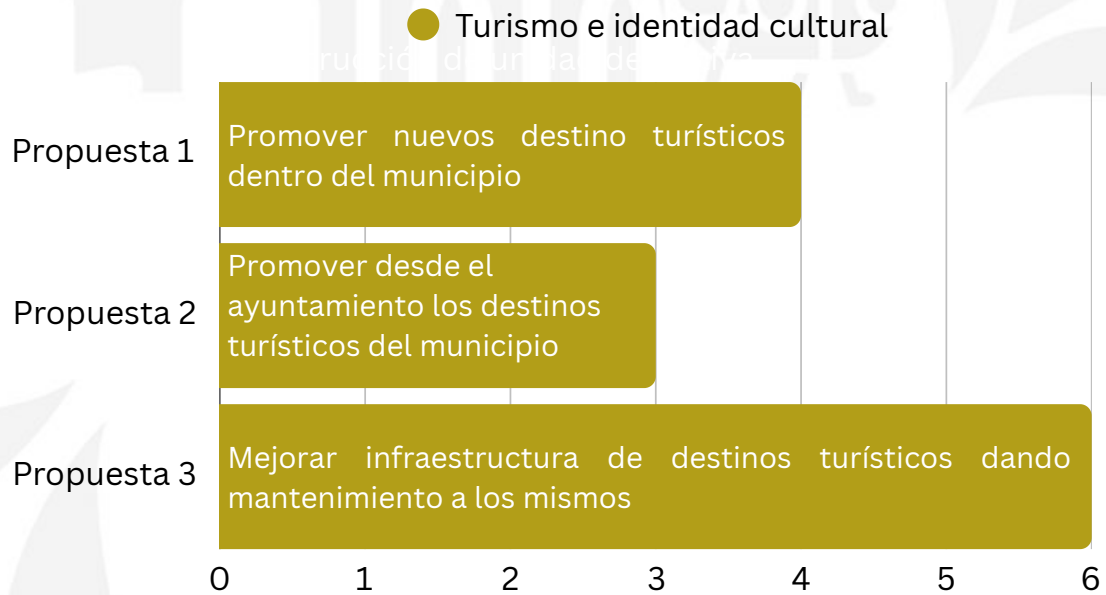 Turismo e identidad cultural
Propuesta 1
Promover nuevos destino turísticos
dentro del municipio
Propuesta 2
Promover desde el
ayuntamiento los destinos
turísticos del municipio
Propuesta 3
Mejorar infraestructura de destinos turísticos dando
mantenimiento a los mismos
0 1 2 3 4 5 6